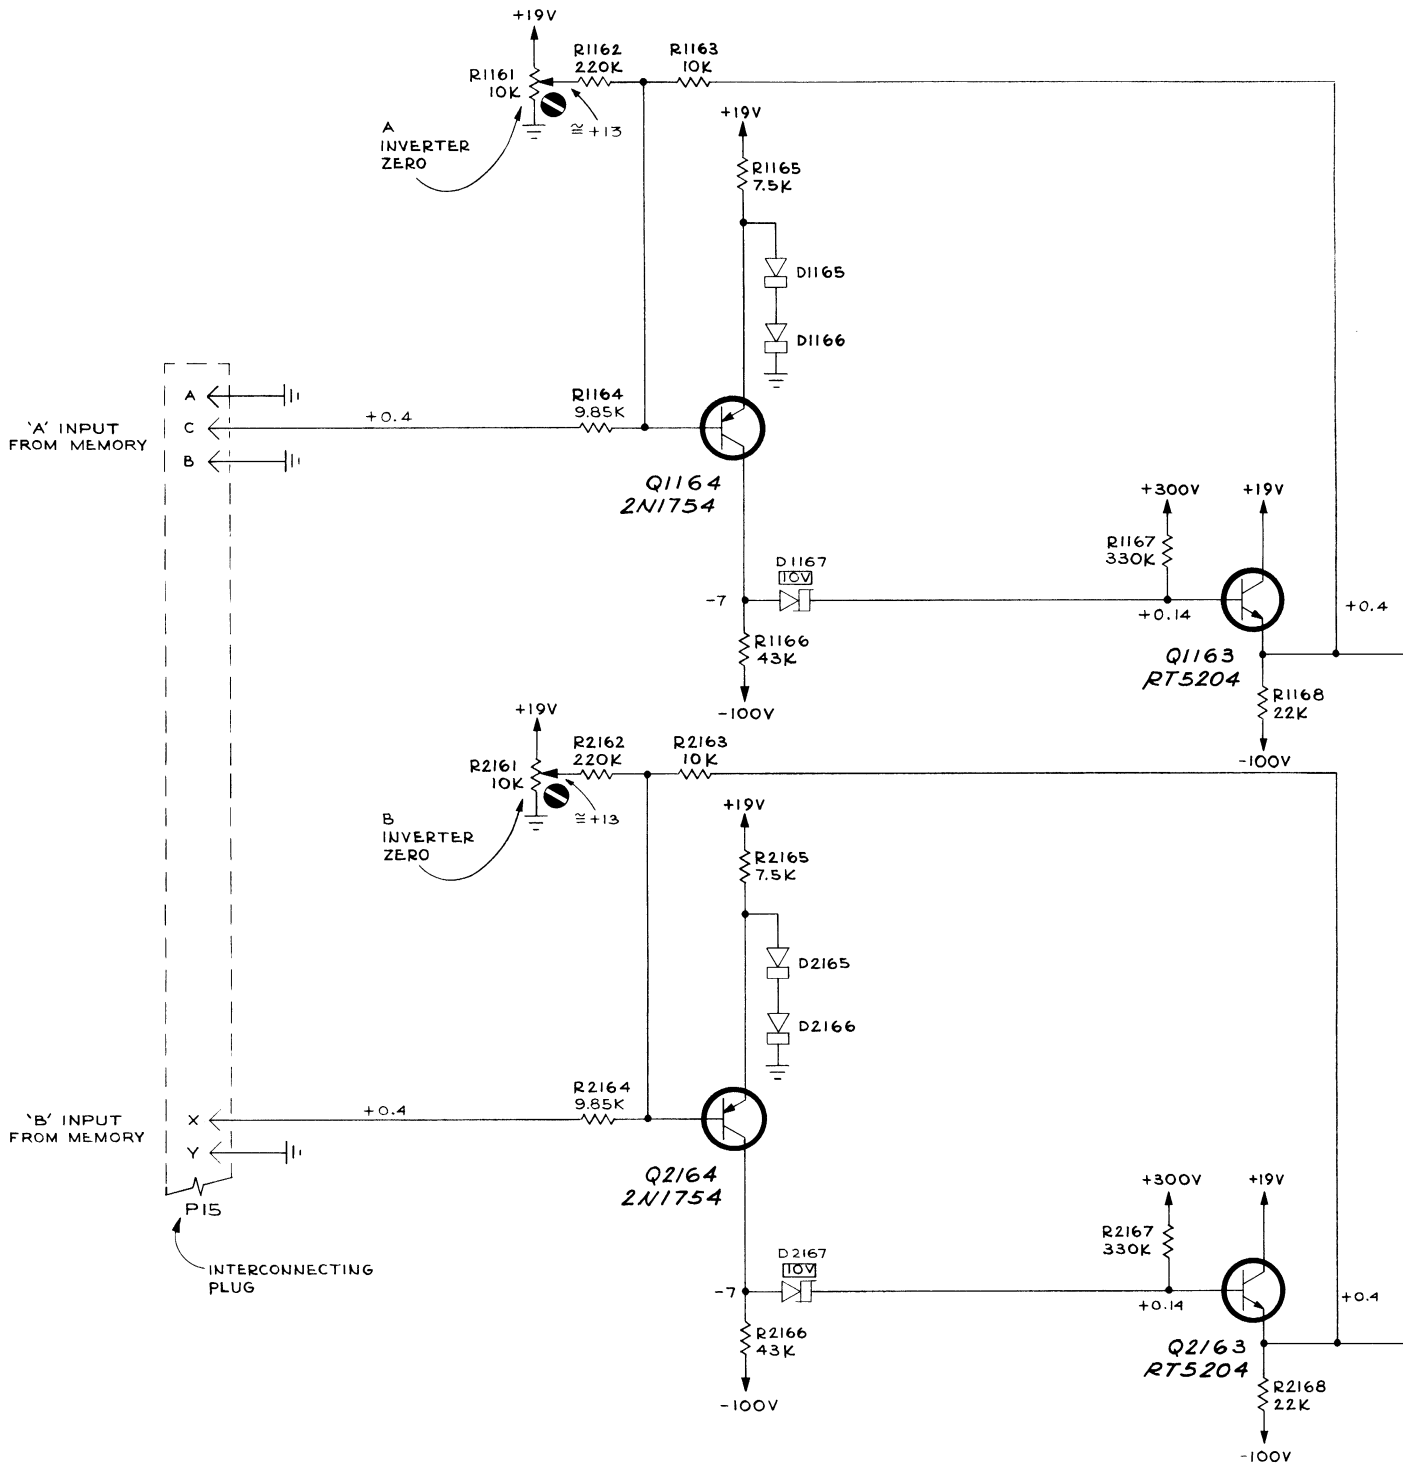 +19V
R1161
10K
R1162
220K
R1163
10K
≅+13
A
INVERTER
ZERO
+19V
R1165
7.5K
D1165
D1166
'A' INPUT
FROM MEMORY
A
C
B
+0.4
R1164
9.85K
Q1164
2N1754
+300V
+19V
R1167
330K
D1167
10V
-7
+0.14
+0.4
R1166
43K
-100V
Q1163
RT5204
R1168
22K
-100V
+19V
R2161
10K
R2162
220K
R2163
10K
≅+13
B
INVERTER
ZERO
+19V
R2165
7.5K
D2165
D2166
'B' INPUT
FROM MEMORY
X
Y
+0.4
R2164
9.85K
Q2164
2N1754
P15
INTERCONNECTING
PLUG
+300V
+19V
R2167
330K
D2167
10V
-7
+0.14
+0.4
R2166
43K
-100V
Q2163
RT5204
R2168
22K
-100V